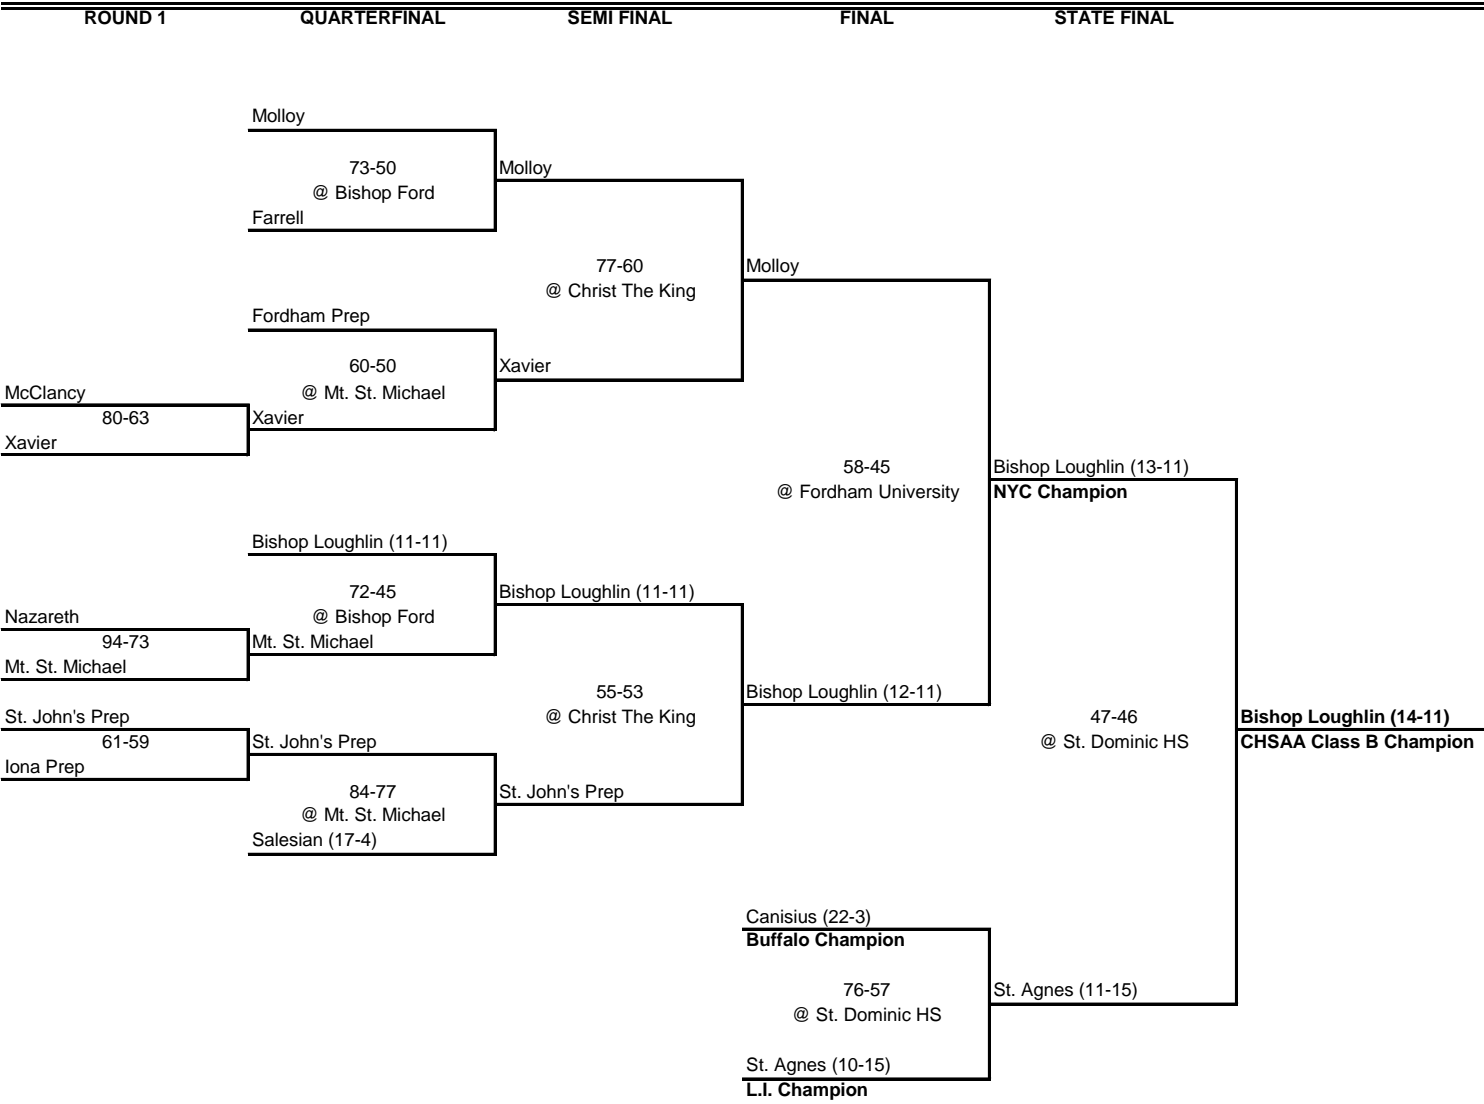 ROUND 1 QUARTERFINAL SEMI FINAL FINAL STATE FINAL
Molloy
73-50
@ Bishop Ford
Farrell
Molloy
77-60
@ Christ The King
Molloy
Fordham Prep
60-50
@ Mt. St. Michael
Xavier
Xavier
McClancy
80-63
Xavier
58-45
@ Fordham University
Bishop Loughlin (13-11)
NYC Champion
Bishop Loughlin (11-11)
72-45
@ Bishop Ford
Mt. St. Michael
Bishop Loughlin (11-11)
Nazareth
94-73
Mt. St. Michael
55-53
@ Christ The King
Bishop Loughlin (12-11)
St. John's Prep
61-59
Iona Prep
St. John's Prep
84-77
@ Mt. St. Michael
Salesian (17-4)
St. John's Prep
47-46
@ St. Dominic HS
Bishop Loughlin (14-11)
CHSAA Class B Champion
Canisius (22-3)
Buffalo Champion
76-57
@ St. Dominic HS
St. Agnes (11-15)
St. Agnes (10-15)
L.I. Champion